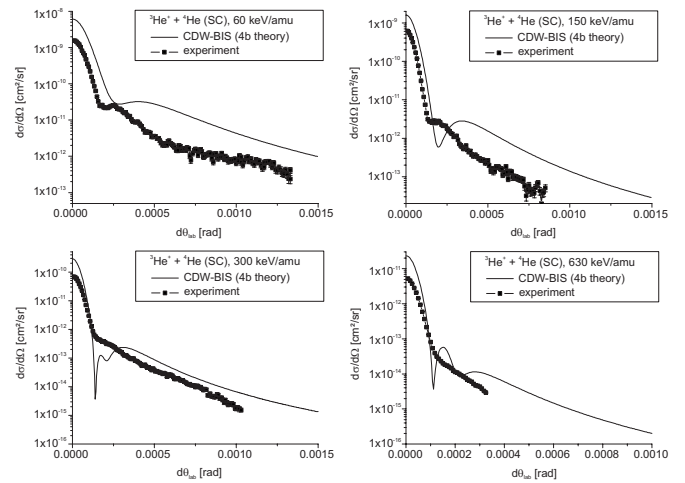 ³He⁺ + ⁴He (SC), 60 keV/amu
CDW-BIS (4b theory)
experiment
1x10⁻⁸
1x10⁻⁹
1x10⁻¹⁰
1x10⁻¹¹
1x10⁻¹²
1x10⁻¹³
dσ/dΩ [cm²/sr]
0.0000
0.0005
0.0010
0.0015
dθlab [rad]
³He⁺ + ⁴He (SC), 150 keV/amu
CDW-BIS (4b theory)
experiment
1x10⁻⁹
1x10⁻¹⁰
1x10⁻¹¹
1x10⁻¹²
1x10⁻¹³
dσ/dΩ [cm²/sr]
0.0000
0.0005
0.0010
0.0015
dθlab [rad]
³He⁺ + ⁴He (SC), 300 keV/amu
CDW-BIS (4b theory)
experiment
1x10⁻¹⁰
1x10⁻¹¹
1x10⁻¹²
1x10⁻¹³
1x10⁻¹⁴
1x10⁻¹⁵
1x10⁻¹⁶
dσ/dΩ [cm²/sr]
0.0000
0.0005
0.0010
0.0015
dθlab [rad]
³He⁺ + ⁴He (SC), 630 keV/amu
CDW-BIS (4b theory)
experiment
1x10⁻¹¹
1x10⁻¹²
1x10⁻¹³
1x10⁻¹⁴
1x10⁻¹⁵
1x10⁻¹⁶
dσ/dΩ [cm²/sr]
0.0000
0.0002
0.0004
0.0006
0.0008
0.0010
dθlab [rad]